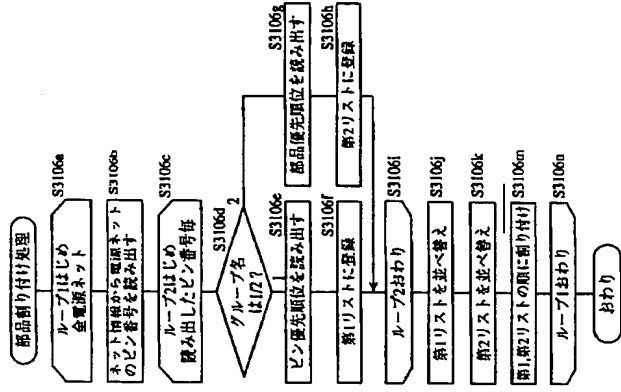 部品割り付け処理
S3106a
ループ1はじめ
全電源ネット
S3106b
ネット情報から電源ネット
のピン番号を読み出す
S3106c
ループ2はじめ
読み出したピン番号毎
S3106d
グループ名
は1/2?
2
1
S3106e
ピン優先順位を読み出す
S3106f
第1リストに登録
S3106g
部品優先順位を読み出す
S3106h
第2リストに登録
S3106i
ループ2おわり
S3106j
第1リストを並べ替え
S3106k
第2リストを並べ替え
S3106m
第1,第2リストの順に割り付け
S3106n
ループ1おわり
おわり